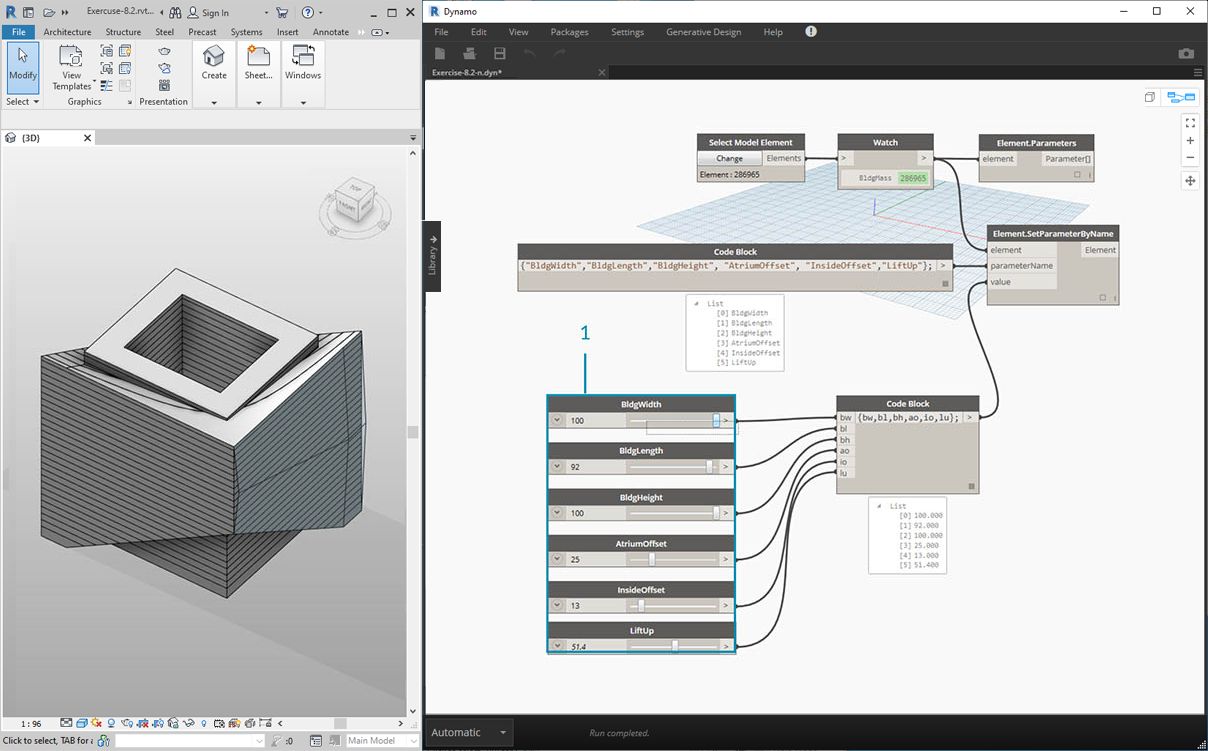 Exercuse-8.2.rvt...
Sign In
File Architecture Structure Steel Precast Systems Insert Annotate
Modify
View
Templates
Create
Sheet...
Windows
Select
Graphics
Presentation
{3D}
TOP
FRONT
1 : 96
Click to select, TAB for a
:0
Main Model
Dynamo
File Edit View Packages Settings Generative Design Help
Exercise-8.2-n.dyn*
Library
Select Model Element
Change Elements
Element : 286965
Watch
> >
BldgMass 286965
Element.Parameters
element Parameter[]
Element.SetParameterByName
element Element
parameterName
value
Code Block
{"BldgWidth","BldgLength","BldgHeight", "AtriumOffset", "InsideOffset","LiftUp"}; >
List
[0] BldgWidth
[1] BldgLength
[2] BldgHeight
[3] AtriumOffset
[4] InsideOffset
[5] LiftUp
1
BldgWidth
100 >
BldgLength
92 >
BldgHeight
100 >
AtriumOffset
25 >
InsideOffset
13 >
LiftUp
51.4 >
Code Block
bw {bw,bl,bh,ao,io,lu}; >
bl
bh
ao
io
lu
List
[0] 100.000
[1] 92.000
[2] 100.000
[3] 25.000
[4] 13.000
[5] 51.400
Automatic
Run completed.